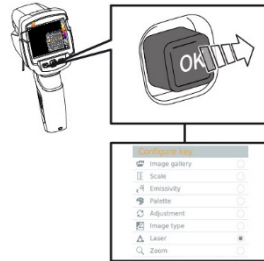 OK
Configure key
Image gallery
Scale
Emissivity
Palette
Adjustment
Image type
Laser
Zoom